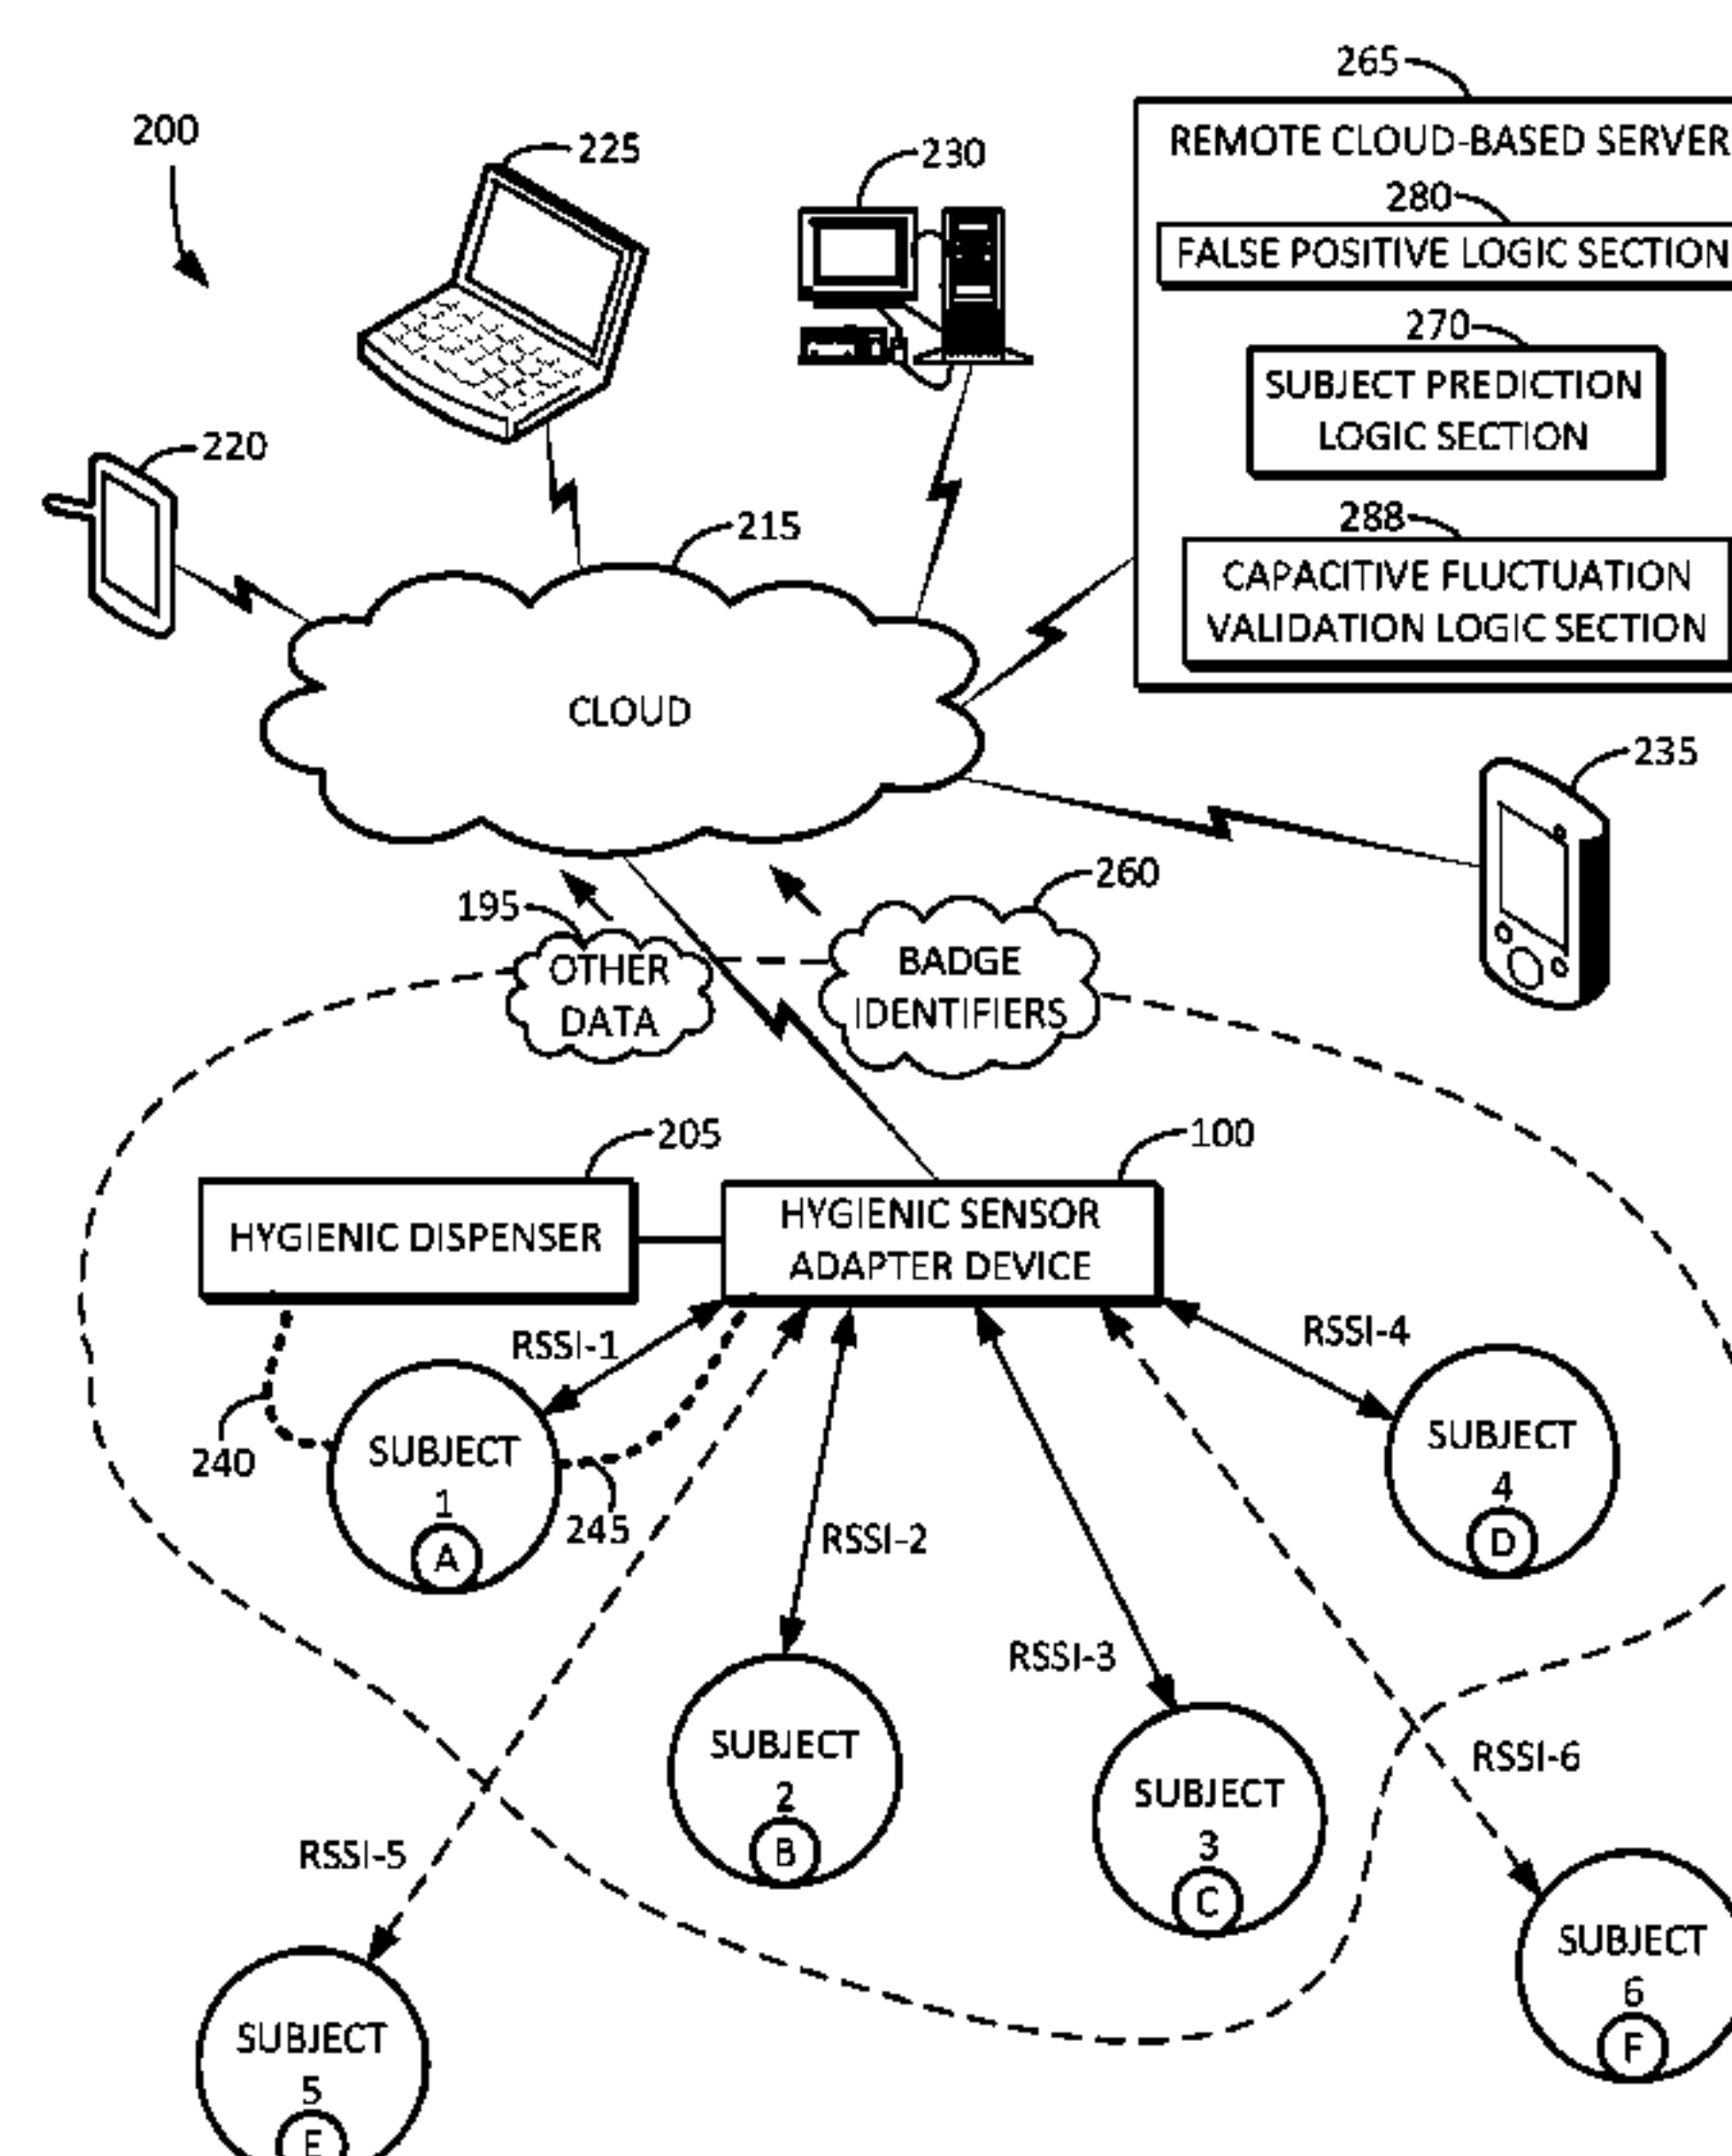 265
REMOTE CLOUD-BASED SERVER
200
225
230
280
FALSE POSITIVE LOGIC SECTION
270
SUBJECT PREDICTION
LOGIC SECTION
220
288
215
CAPACITIVE FLUCTUATION
VALIDATION LOGIC SECTION
CLOUD
235
260
195
OTHER
DATA
BADGE
IDENTIFIERS
205
100
HYGIENIC DISPENSER
HYGIENIC SENSOR
ADAPTER DEVICE
RSSI-1
RSSI-4
240
SUBJECT
1
A
245
SUBJECT
4
D
RSSI-2
RSSI-3
SUBJECT
2
B
SUBJECT
3
C
RSSI-6
RSSI-5
SUBJECT
6
F
SUBJECT
5
E